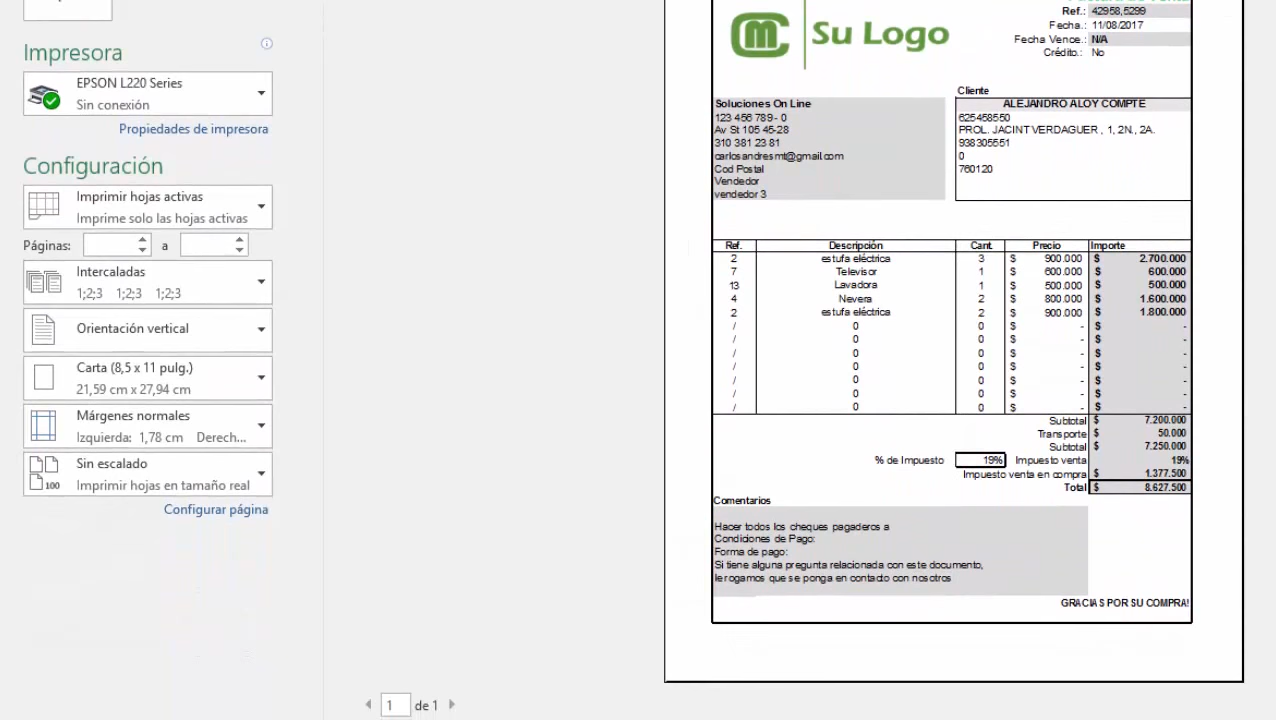 Impresora
EPSON L220 Series
Sin conexión
Propiedades de impresora
Configuración
Imprimir hojas activas
Imprime solo las hojas activas
Páginas: a
Intercaladas
1;2;3 1;2;3 1;2;3
Orientación vertical
Carta (8,5 x 11 pulg.)
21,59 cm x 27,94 cm
Márgenes normales
Izquierda: 1,78 cm Derech...
Sin escalado
100 Imprimir hojas en tamaño real
Configurar página
1 de 1
Ref.: 42958,5299
Su Logo
Fecha.: 11/08/2017
Fecha Vence.: N/A
Crédito.: No
Soluciones On Line
123 456 789- 0
Av St 105 45-28
310 381 23 81
carlosandresmt@gmail.com
Cod Postal
Vendedor
vendedor 3
Cliente
ALEJANDRO ALOY COMPTE
625458550
PROL. JACINT VERDAGUER , 1, 2N., 2A.
938305551
0
760120
Ref. Descripción Cant. Precio Importe
2 estufa eléctrica 3 $ 900.000 $ 2.700.000
7 Televisor 1 $ 600.000 $ 600.000
13 Lavadora 1 $ 500.000 $ 500.000
4 Nevera 2 $ 800.000 $ 1.600.000
2 estufa eléctrica 2 $ 900.000 $ 1.800.000
/ 0 0 $ - $ -
/ 0 0 $ - $ -
/ 0 0 $ - $ -
/ 0 0 $ - $ -
/ 0 0 $ - $ -
/ 0 0 $ - $ -
/ 0 0 $ - $ -
Subtotal $ 7.200.000
Transporte $ 50.000
Subtotal $ 7.250.000
% de Impuesto 19% Impuesto venta 19%
Impuesto venta en compra $ 1.377.500
Total $ 8.627.500
Comentarios
Hacer todos los cheques pagaderos a
Condiciones de Pago:
Forma de pago:
Si tiene alguna pregunta relacionada con este documento,
le rogamos que se ponga en contacto con nosotros
GRACIAS POR SU COMPRA!